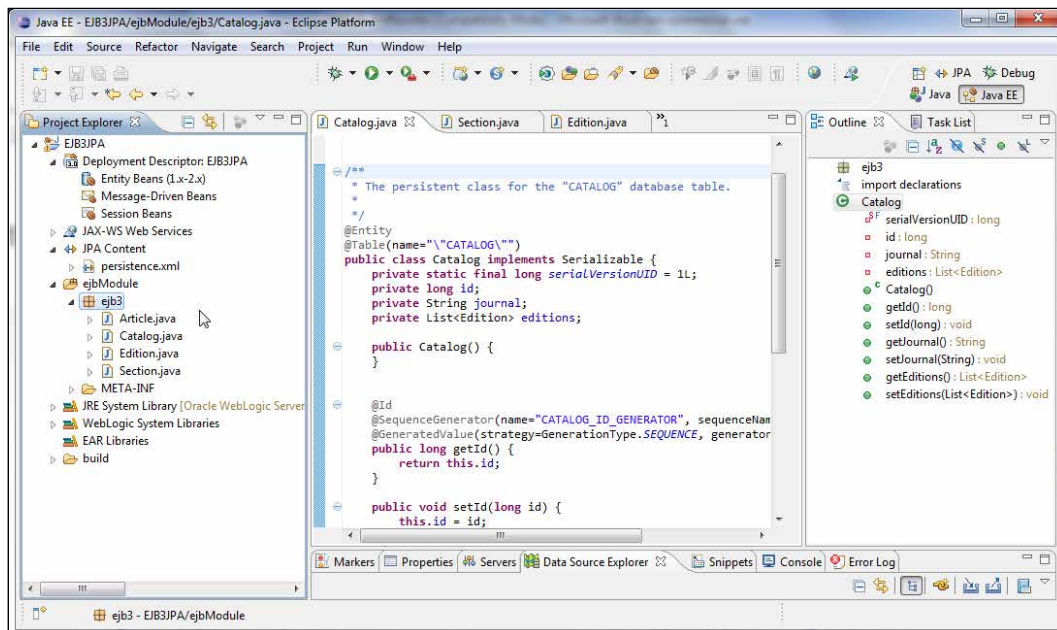 Java EE - EJB3JPA/ejbModule/ejb3/Catalog.java - Eclipse Platform
File Edit Source Refactor Navigate Search Project Run Window Help
JPA Debug
Java Java EE
Project Explorer
EJB3JPA
Deployment Descriptor: EJB3JPA
Entity Beans (1.x-2.x)
Message-Driven Beans
Session Beans
JAX-WS Web Services
JPA Content
persistence.xml
ejbModule
ejb3
Article.java
Catalog.java
Edition.java
Section.java
META-INF
JRE System Library [Oracle WebLogic Server
WebLogic System Libraries
EAR Libraries
build
Catalog.java Section.java Edition.java »1
/**
* The persistent class for the "CATALOG" database table.
*
*/
@Entity
@Table(name="\"CATALOG\"")
public class Catalog implements Serializable {
private static final long serialVersionUID = 1L;
private long id;
private String journal;
private List<Edition> editions;
public Catalog() {
}
@Id
@SequenceGenerator(name="CATALOG_ID_GENERATOR", sequenceNam
@GeneratedValue(strategy=GenerationType.SEQUENCE, generator
public long getId() {
return this.id;
}
public void setId(long id) {
this.id = id;
Outline Task List
ejb3
import declarations
Catalog
serialVersionUID : long
id : long
journal : String
editions : List<Edition>
Catalog()
getId() : long
setId(long) : void
getJournal() : String
setJournal(String) : void
getEditions() : List<Edition>
setEditions(List<Edition>) : void
Markers Properties Servers Data Source Explorer Snippets Console Error Log
ejb3 - EJB3JPA/ejbModule